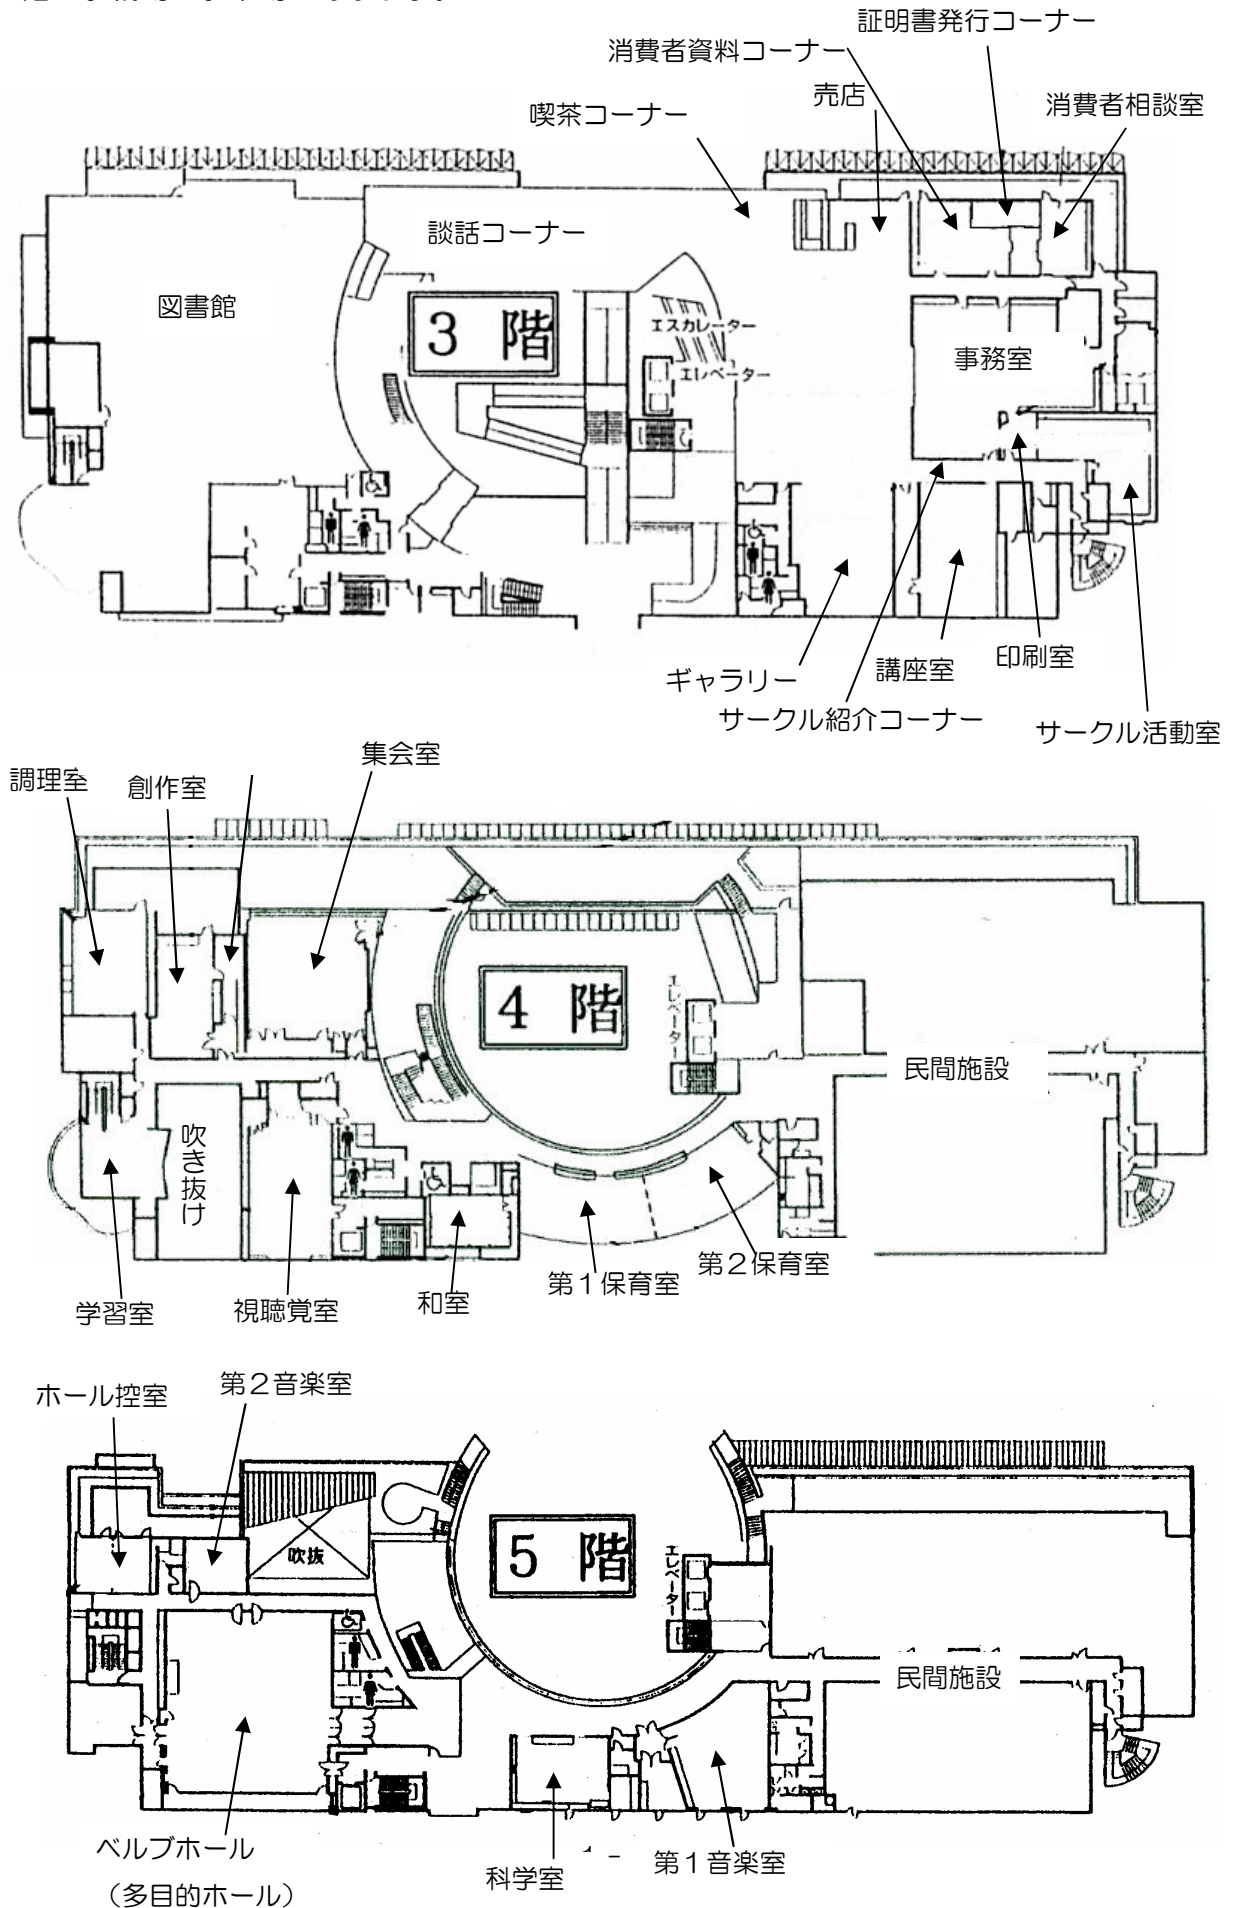 証明書発行コーナー
消費者資料コーナー
売店
消費者相談室
喫茶コーナー
談話コーナー
図書館
3 階
エスカレーター
エレベーター
事務室
ギャラリー
講座室
印刷室
サークル紹介コーナー
サークル活動室
調理室
創作室
集会室
4 階
エレベーター
民間施設
吹き抜け
学習室
視聴覚室
和室
第1保育室
第2保育室
ホール控室
第2音楽室
吹抜
5 階
エレベーター
民間施設
ベルブホール
(多目的ホール)
科学室
第1音楽室